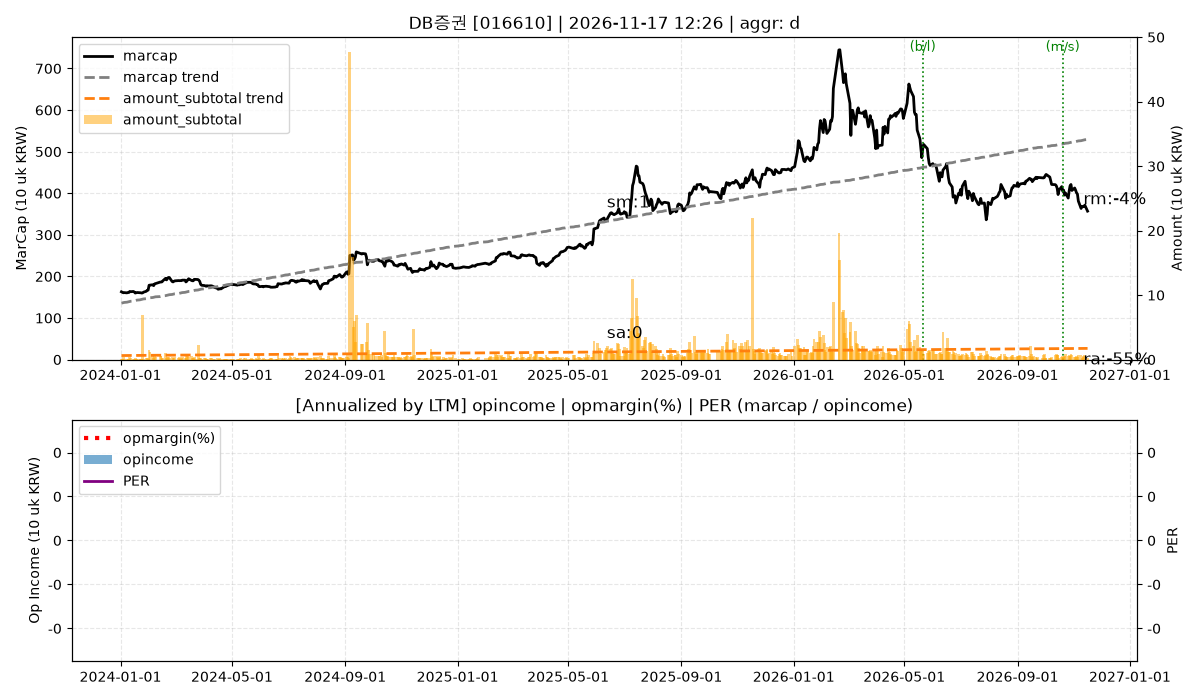 DB증권 [016610] | 2026-11-17 12:26 | aggr: d
marcap
marcap trend
amount_subtotal trend
amount_subtotal
(b/l)
(m/s)
sm:1
sa:0
rm:-4%
ra:-55%
MarCap (10 uk KRW)
700
600
500
400
300
200
100
0
Amount (10 uk KRW)
50
40
30
20
10
0
2024-01-01 2024-05-01 2024-09-01 2025-01-01 2025-05-01 2025-09-01 2026-01-01 2026-05-01 2026-09-01 2027-01-01
[Annualized by LTM] opincome | opmargin(%) | PER (marcap / opincome)
opmargin(%)
opincome
PER
Op Income (10 uk KRW)
0
0
0
-0
-0
PER
0
0
0
-0
-0
2024-01-01 2024-05-01 2024-09-01 2025-01-01 2025-05-01 2025-09-01 2026-01-01 2026-05-01 2026-09-01 2027-01-01